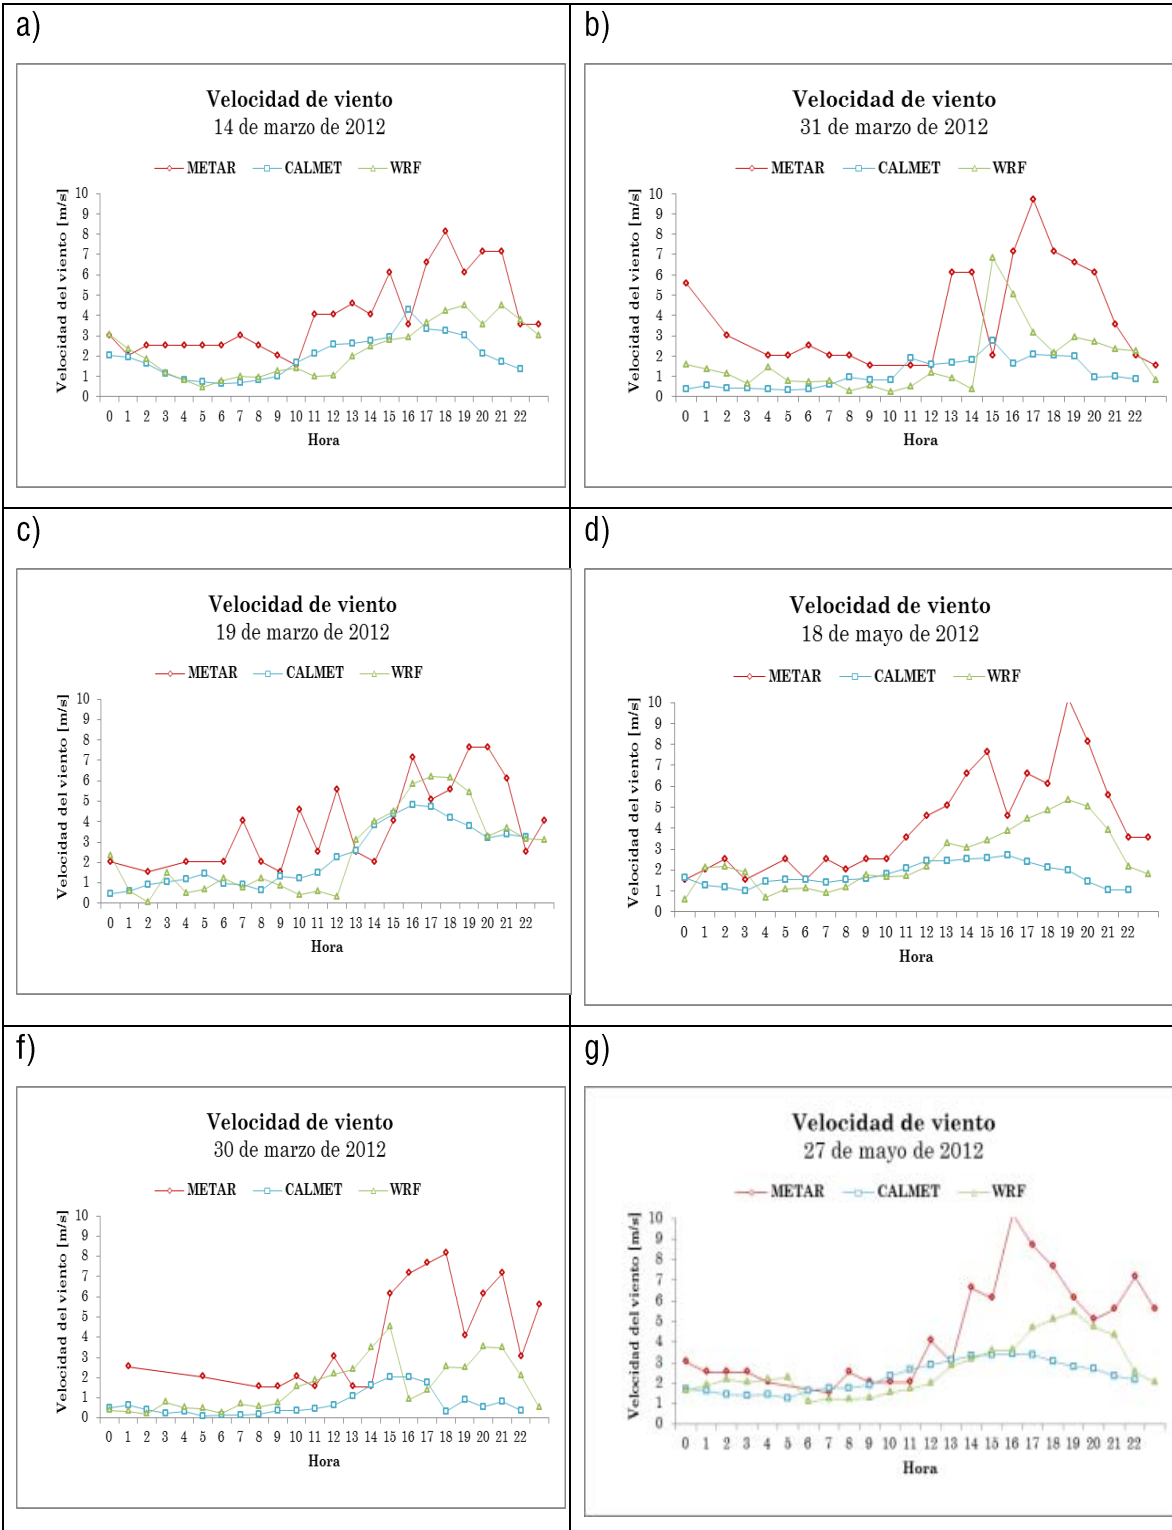 a)
Velocidad de viento
14 de marzo de 2012
METAR CALMET WRF
Velocidad del viento [m/s]
10
9
8
7
6
5
4
3
2
1
0
0 1 2 3 4 5 6 7 8 9 10 11 12 13 14 15 16 17 18 19 20 21 22
Hora
b)
Velocidad de viento
31 de marzo de 2012
METAR CALMET WRF
Velocidad del viento [m/s]
10
9
8
7
6
5
4
3
2
1
0
0 1 2 3 4 5 6 7 8 9 10 11 12 13 14 15 16 17 18 19 20 21 22
Hora
c)
Velocidad de viento
19 de marzo de 2012
METAR CALMET WRF
Velocidad del viento [m/s]
10
9
8
7
6
5
4
3
2
1
0
0 1 2 3 4 5 6 7 8 9 10 11 12 13 14 15 16 17 18 19 20 21 22
Hora
d)
Velocidad de viento
18 de mayo de 2012
METAR CALMET WRF
Velocidad del viento [m/s]
10
9
8
7
6
5
4
3
2
1
0
0 1 2 3 4 5 6 7 8 9 10 11 12 13 14 15 16 17 18 19 20 21 22
Hora
f)
Velocidad de viento
30 de marzo de 2012
METAR CALMET WRF
Velocidad del viento [m/s]
10
9
8
7
6
5
4
3
2
1
0
0 1 2 3 4 5 6 7 8 9 10 11 12 13 14 15 16 17 18 19 20 21 22
Hora
g)
Velocidad de viento
27 de mayo de 2012
METAR CALMET WRF
Velocidad del viento [m/s]
10
9
8
7
6
5
4
3
2
1
0
0 1 2 3 4 5 6 7 8 9 10 11 12 13 14 15 16 17 18 19 20 21 22
Hora